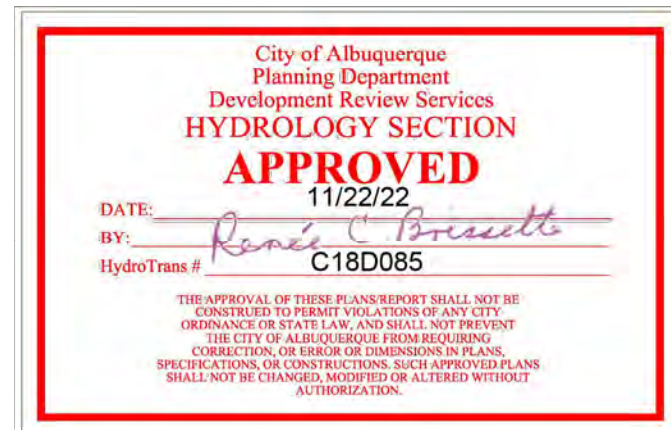 City of Albuquerque
Planning Department
Development Review Services
HYDROLOGY SECTION
APPROVED
DATE: 11/22/22
BY: Renée C. Brissette
HydroTrans # C18D085
THE APPROVAL OF THESE PLANS/REPORT SHALL NOT BE
CONSTRUED TO PERMIT VIOLATIONS OF ANY CITY
ORDINANCE OR STATE LAW, AND SHALL NOT PREVENT
THE CITY OF ALBUQUERQUE FROM REQUIRING
CORRECTION, OR ERROR OR DIMENSIONS IN PLANS,
SPECIFICATIONS, OR CONSTRUCTIONS. SUCH APPROVED PLANS
SHALL NOT BE CHANGED, MODIFIED OR ALTERED WITHOUT
AUTHORIZATION.